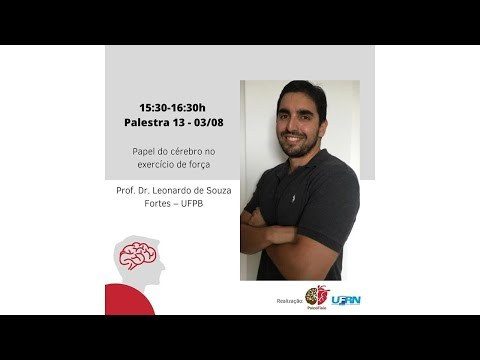 15:30-16:30h
Palestra 13 - 03/08
Papel do cérebro no
exercício de força
Prof. Dr. Leonardo de Souza
Fortes – UFPB
Realização:
PsicoFisio
UFRN